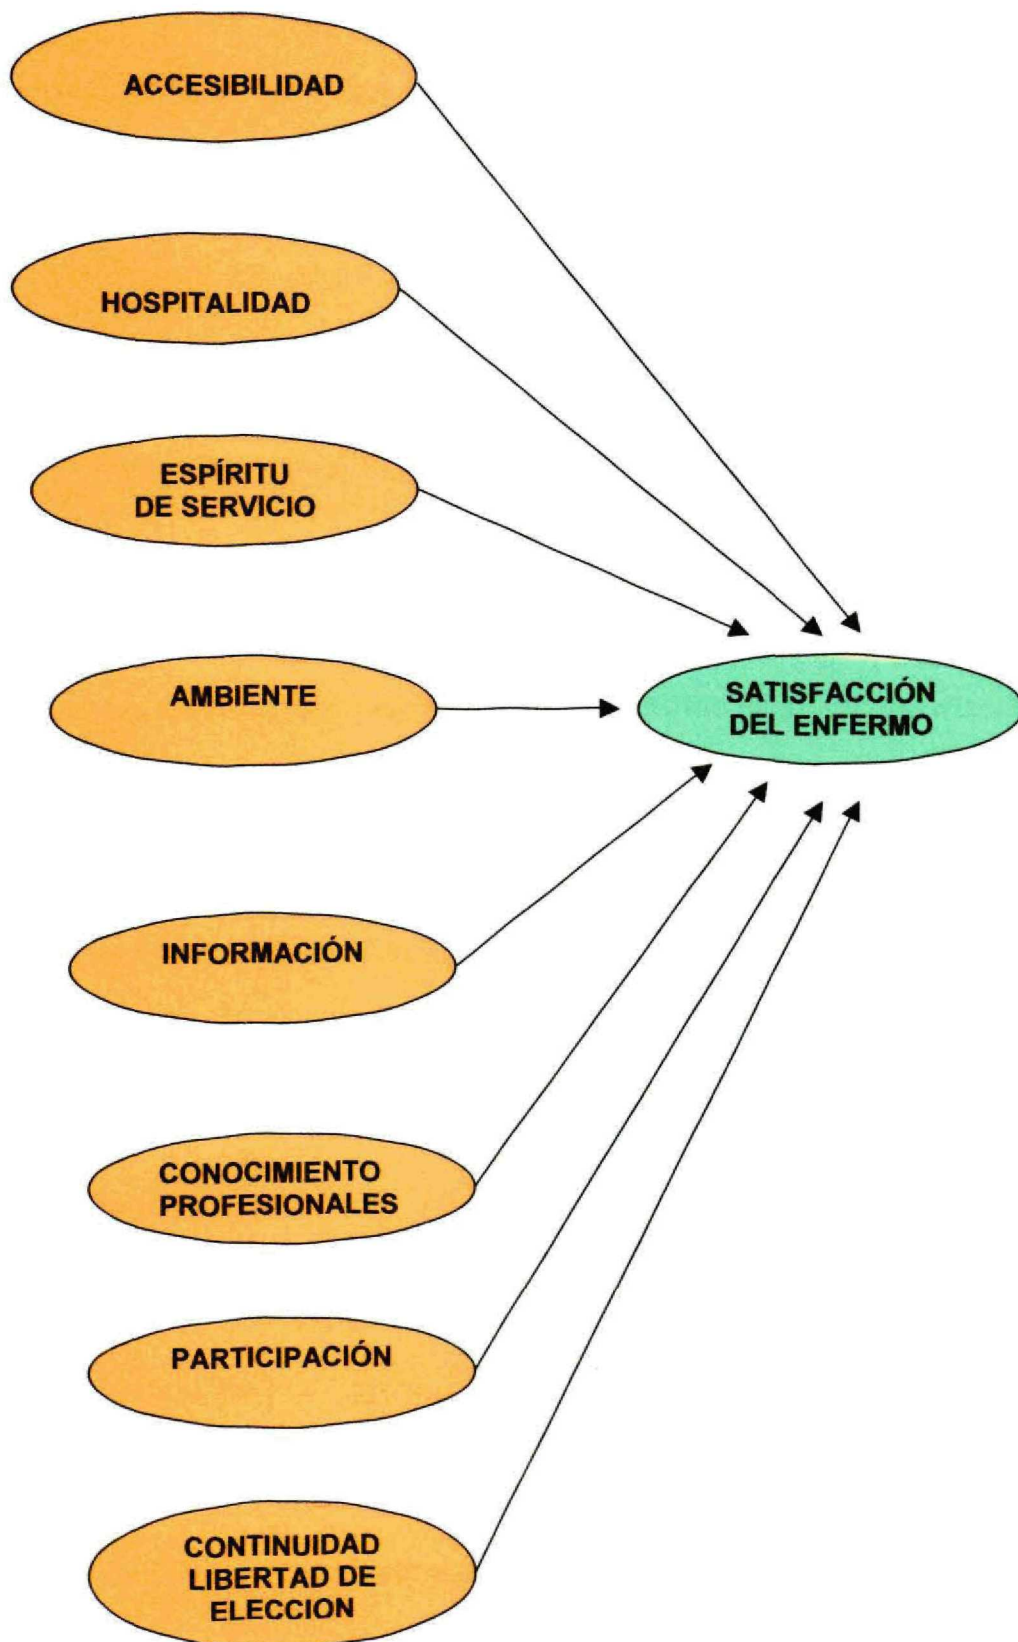 ACCESIBILIDAD
HOSPITALIDAD
ESPÍRITU
DE SERVICIO
AMBIENTE
SATISFACCIÓN
DEL ENFERMO
INFORMACIÓN
CONOCIMIENTO
PROFESIONALES
PARTICIPACIÓN
CONTINUIDAD
LIBERTAD DE
ELECCION